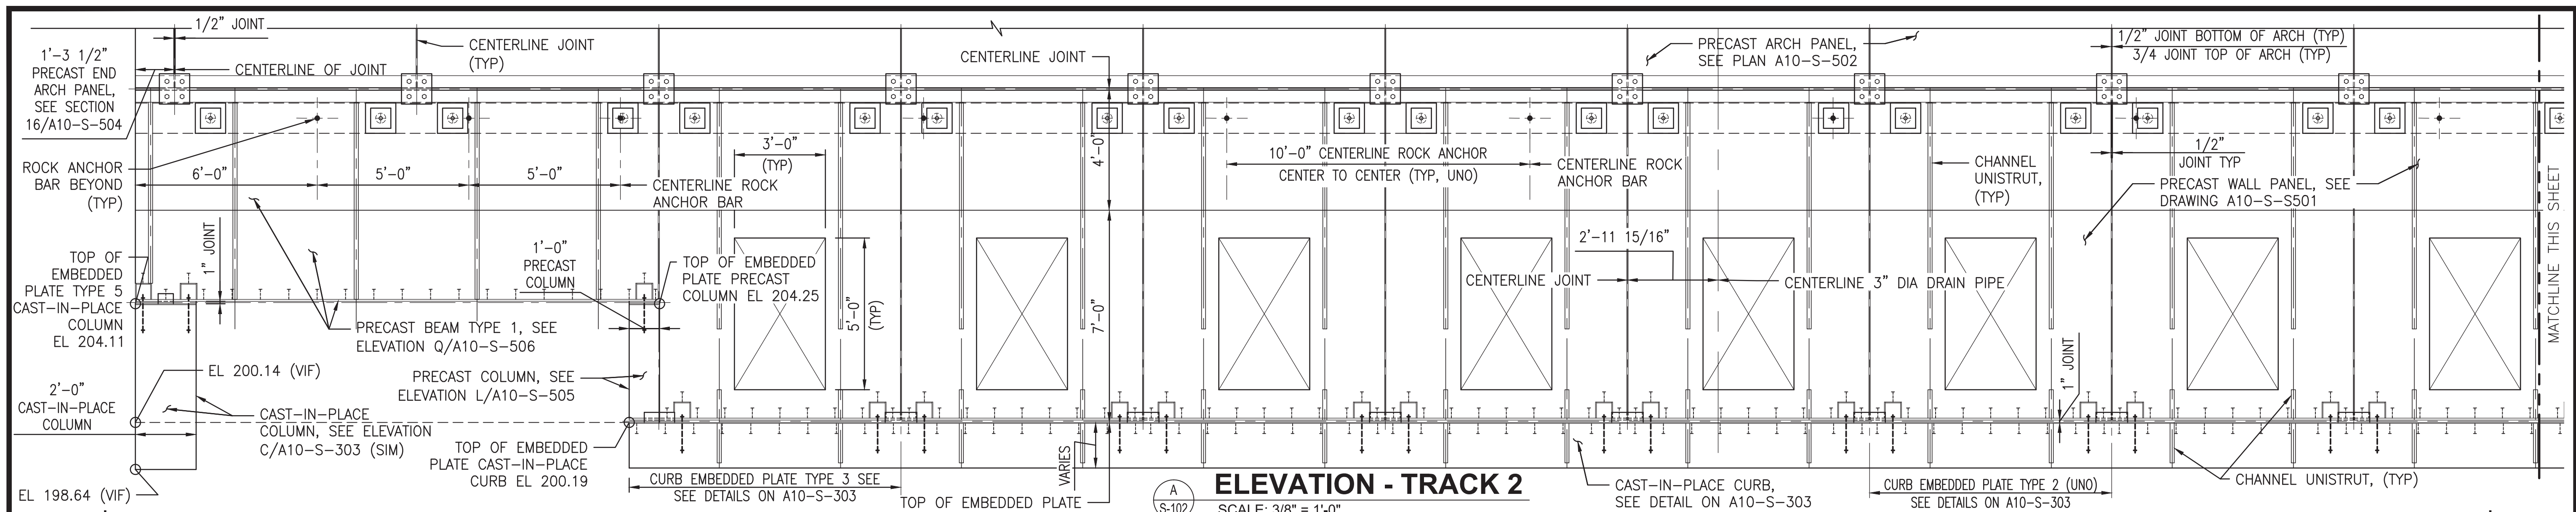 1/2" JOINT
1'-3 1/2"
PRECAST END
ARCH PANEL,
SEE SECTION
16/A10-S-504
CENTERLINE OF JOINT
CENTERLINE JOINT
(TYP)
CENTERLINE JOINT
PRECAST ARCH PANEL,
SEE PLAN A10-S-502
1/2" JOINT BOTTOM OF ARCH (TYP)
3/4 JOINT TOP OF ARCH (TYP)
ROCK ANCHOR
BAR BEYOND
(TYP)
6'-0"
5'-0"
5'-0"
CENTERLINE ROCK
ANCHOR BAR
3'-0"
(TYP)
4'-0"
10'-0" CENTERLINE ROCK ANCHOR
CENTER TO CENTER (TYP, UNO)
CENTERLINE ROCK
ANCHOR BAR
CHANNEL
UNISTRUT,
(TYP)
1/2"
JOINT TYP
PRECAST WALL PANEL, SEE
DRAWING A10-S-S501
MATCHLINE THIS SHEET
TOP OF
EMBEDDED
PLATE TYPE 5
CAST-IN-PLACE
COLUMN
EL 204.11
1" JOINT
1'-0"
PRECAST
COLUMN
TOP OF EMBEDDED
PLATE PRECAST
COLUMN EL 204.25
5'-0"
(TYP)
7'-0"
2'-11 15/16"
CENTERLINE JOINT
CENTERLINE 3" DIA DRAIN PIPE
PRECAST BEAM TYPE 1, SEE
ELEVATION Q/A10-S-506
1" JOINT
EL 200.14 (VIF)
PRECAST COLUMN, SEE
ELEVATION L/A10-S-505
2'-0"
CAST-IN-PLACE
COLUMN
CAST-IN-PLACE
COLUMN, SEE ELEVATION
C/A10-S-303 (SIM)
TOP OF EMBEDDED
PLATE CAST-IN-PLACE
CURB EL 200.19
EL 198.64 (VIF)
CURB EMBEDDED PLATE TYPE 3 SEE
SEE DETAILS ON A10-S-303
VARIES
TOP OF EMBEDDED PLATE
A
S-102
ELEVATION - TRACK 2
SCALE: 3/8" = 1'-0"
CAST-IN-PLACE CURB,
SEE DETAIL ON A10-S-303
CURB EMBEDDED PLATE TYPE 2 (UNO)
SEE DETAILS ON A10-S-303
CHANNEL UNISTRUT, (TYP)